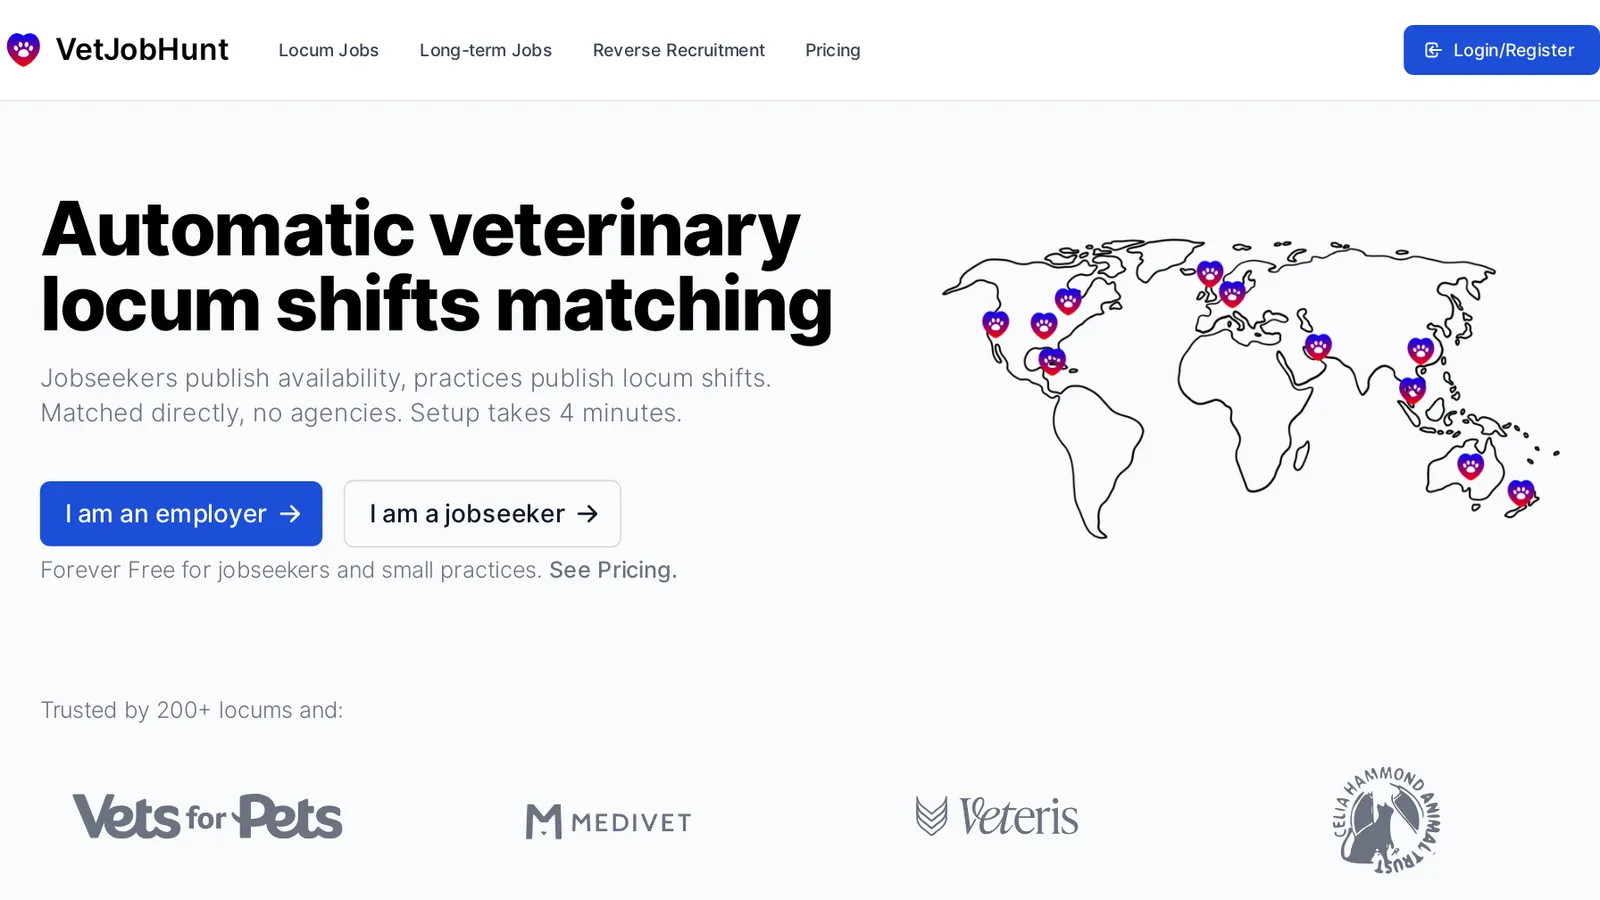 VetJobHunt
Locum Jobs
Long-term Jobs
Reverse Recruitment
Pricing
Login/Register
Automatic veterinary
locum shifts matching
Jobseekers publish availability, practices publish locum shifts.
Matched directly, no agencies. Setup takes 4 minutes.
I am an employer →
I am a jobseeker →
Forever Free for jobseekers and small practices. See Pricing.
Trusted by 200+ locums and:
Vets for Pets
MEDIVET
Veteris
CELIA HAMMOND ANIMAL TRUST